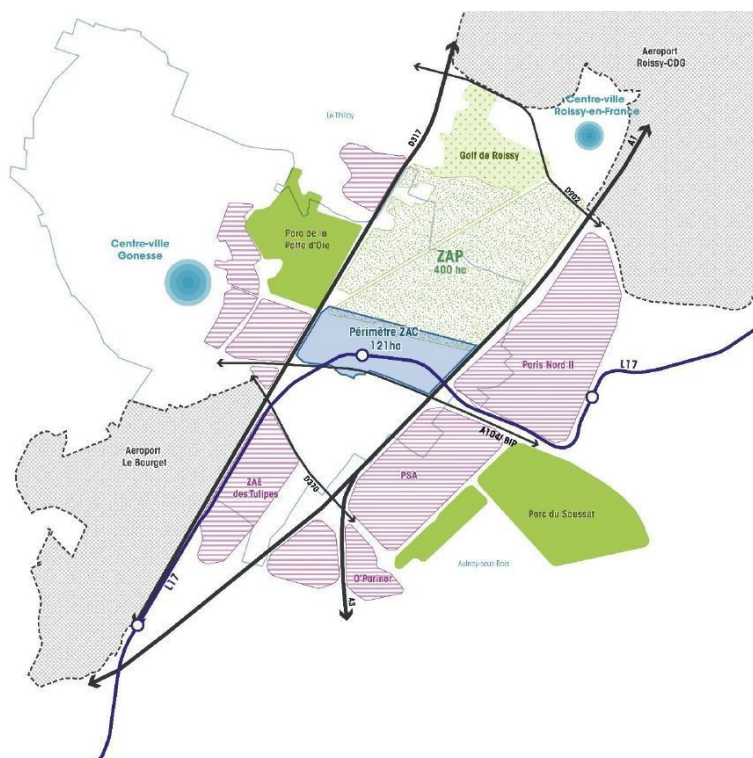 Aeroport
Roissy-CDG
Centre-ville
Roissy-en-France
Le Thillay
D317
A1
Golf de Roissy
D902
Parc de la
Patte d'Oie
Centre-ville
Gonesse
ZAP
400 ha
Périmètre ZAC
121ha
Paris Nord II
L17
A104/ BIP
Aeroport
Le Bourget
ZAE
des Tulipes
D370
PSA
Parc du Sausset
L17
O'Parinor
A3
Aulnay-sous-Bois